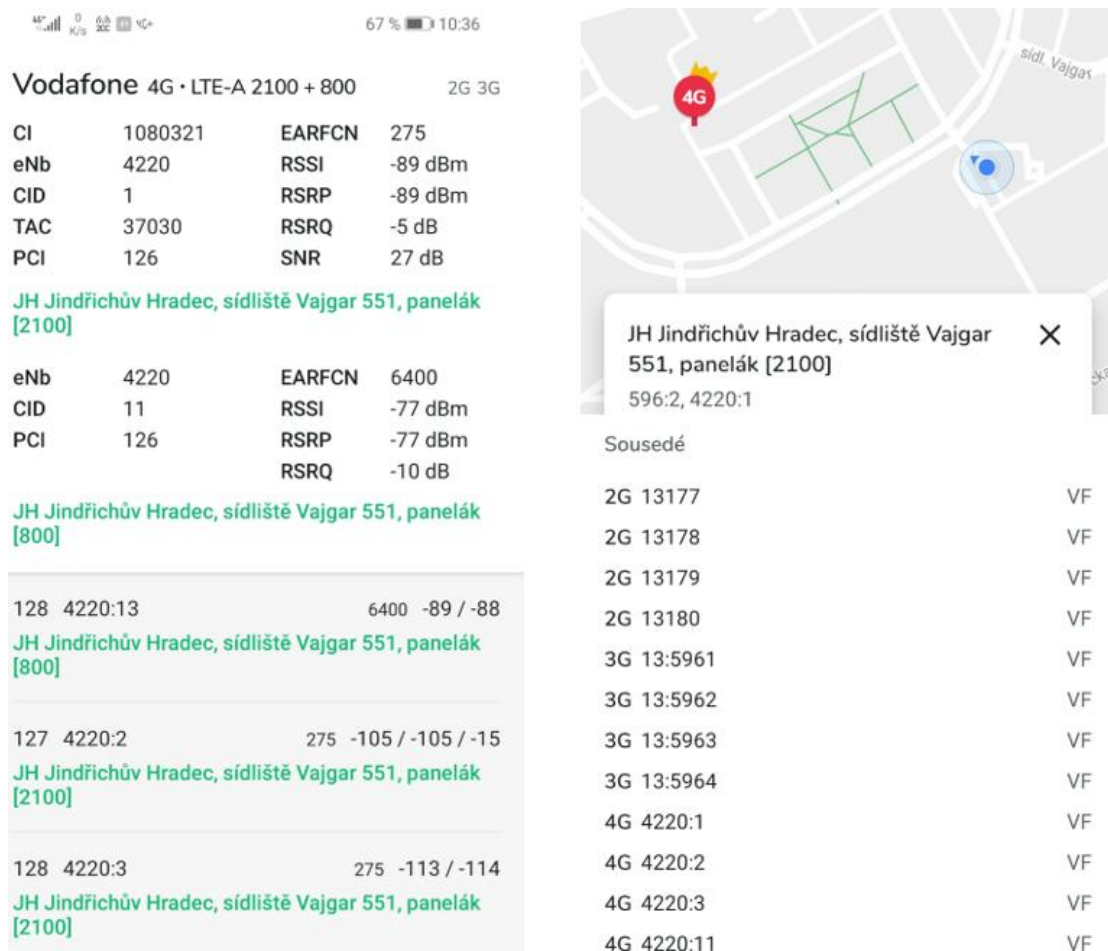 0
K/s
67 % 10:36
Vodafone 4G · LTE-A 2100 + 800 2G 3G
CI 1080321 EARFCN 275
eNb 4220 RSSI -89 dBm
CID 1 RSRP -89 dBm
TAC 37030 RSRQ -5 dB
PCI 126 SNR 27 dB
JH Jindřichův Hradec, sídliště Vajgar 551, panelák
[2100]
eNb 4220 EARFCN 6400
CID 11 RSSI -77 dBm
PCI 126 RSRP -77 dBm
RSRQ -10 dB
JH Jindřichův Hradec, sídliště Vajgar 551, panelák
[800]
128 4220:13 6400 -89 / -88
JH Jindřichův Hradec, sídliště Vajgar 551, panelák
[800]
127 4220:2 275 -105 / -105 / -15
JH Jindřichův Hradec, sídliště Vajgar 551, panelák
[2100]
128 4220:3 275 -113 / -114
JH Jindřichův Hradec, sídliště Vajgar 551, panelák
[2100]
4G
sídl. Vajgar
JH Jindřichův Hradec, sídliště Vajgar
551, panelák [2100]
596:2, 4220:1
Sousedé
2G 13177 VF
2G 13178 VF
2G 13179 VF
2G 13180 VF
3G 13:5961 VF
3G 13:5962 VF
3G 13:5963 VF
3G 13:5964 VF
4G 4220:1 VF
4G 4220:2 VF
4G 4220:3 VF
4G 4220:11 VF